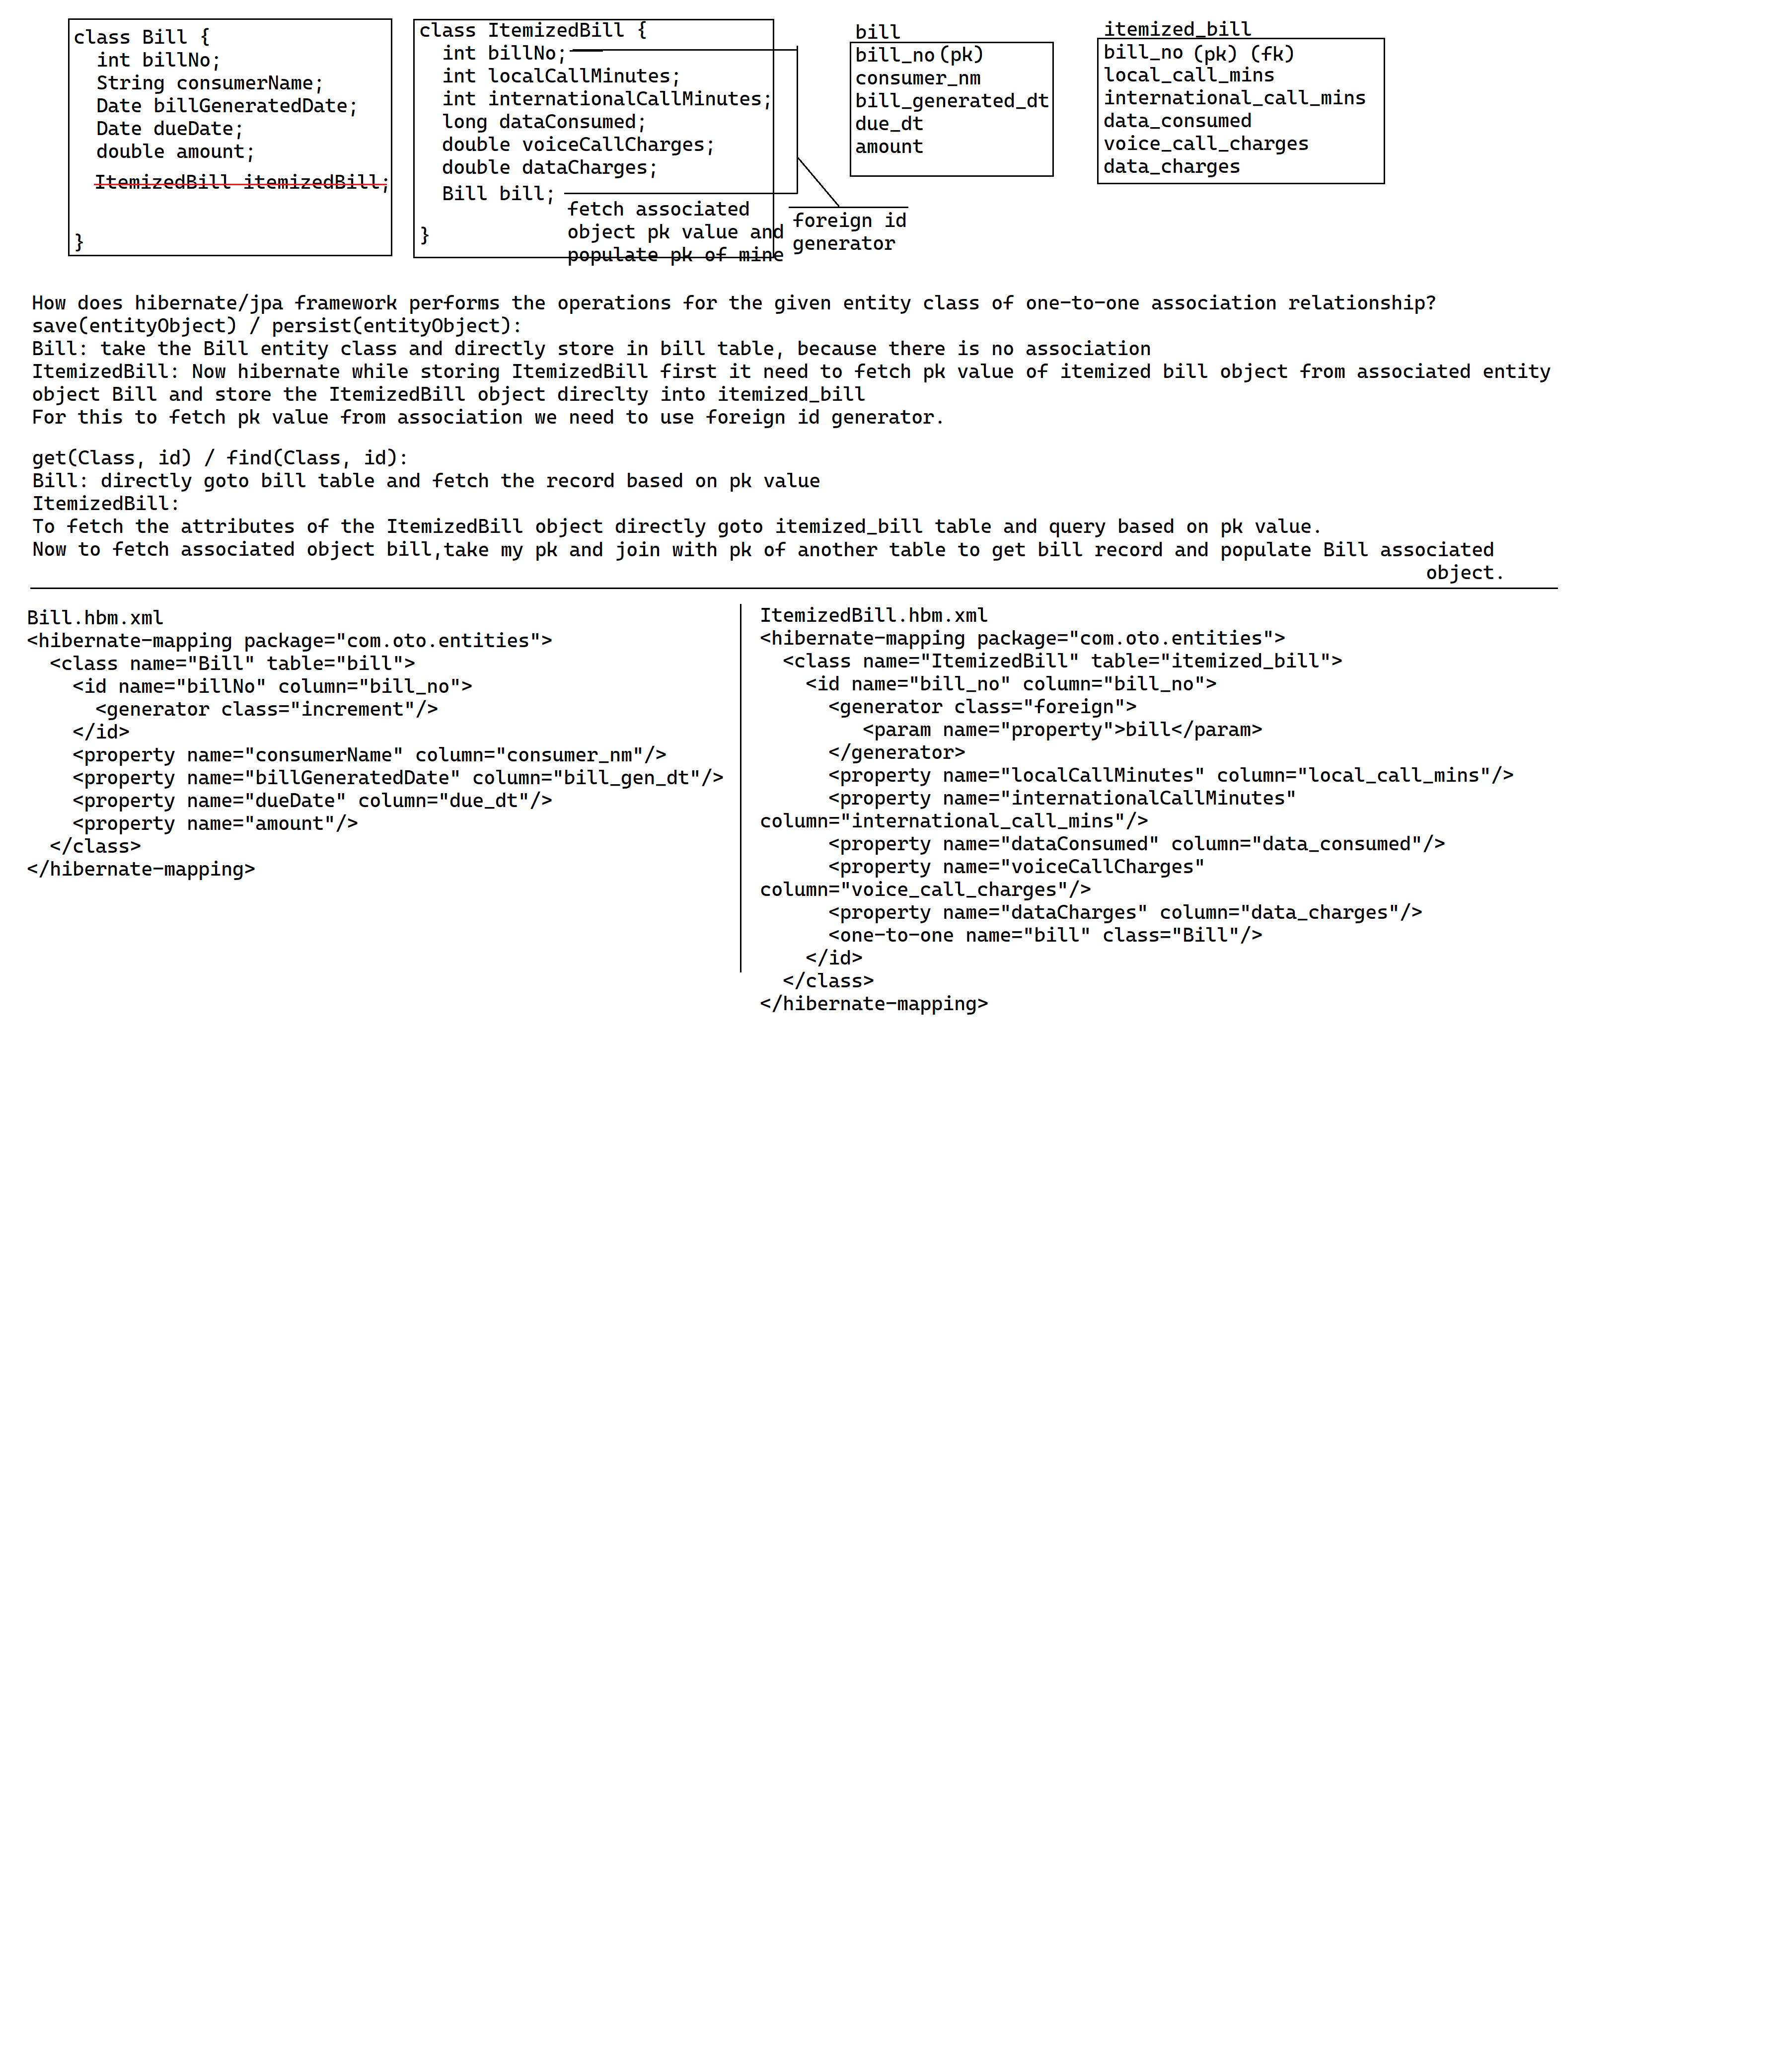 class Bill {
  int billNo;
  String consumerName;
  Date billGeneratedDate;
  Date dueDate;
  double amount;
  ItemizedBill itemizedBill;
}
class ItemizedBill {
  int billNo;
  int localCallMinutes;
  int internationalCallMinutes;
  long dataConsumed;
  double voiceCallCharges;
  double dataCharges;
  Bill bill;
}
fetch associated
object pk value and
populate pk of mine
foreign id
generator
bill
bill_no (pk)
consumer_nm
bill_generated_dt
due_dt
amount
itemized_bill
bill_no (pk) (fk)
local_call_mins
international_call_mins
data_consumed
voice_call_charges
data_charges
How does hibernate/jpa framework performs the operations for the given entity class of one-to-one association relationship?
save(entityObject) / persist(entityObject):
Bill: take the Bill entity class and directly store in bill table, because there is no association
ItemizedBill: Now hibernate while storing ItemizedBill first it need to fetch pk value of itemized bill object from associated entity
object Bill and store the ItemizedBill object direclty into itemized_bill
For this to fetch pk value from association we need to use foreign id generator.
get(Class, id) / find(Class, id):
Bill: directly goto bill table and fetch the record based on pk value
ItemizedBill:
To fetch the attributes of the ItemizedBill object directly goto itemized_bill table and query based on pk value.
Now to fetch associated object bill,take my pk and join with pk of another table to get bill record and populate Bill associated
object.
Bill.hbm.xml
<hibernate-mapping package="com.oto.entities">
  <class name="Bill" table="bill">
    <id name="billNo" column="bill_no">
      <generator class="increment"/>
    </id>
    <property name="consumerName" column="consumer_nm"/>
    <property name="billGeneratedDate" column="bill_gen_dt"/>
    <property name="dueDate" column="due_dt"/>
    <property name="amount"/>
  </class>
</hibernate-mapping>
ItemizedBill.hbm.xml
<hibernate-mapping package="com.oto.entities">
  <class name="ItemizedBill" table="itemized_bill">
    <id name="bill_no" column="bill_no">
      <generator class="foreign">
         <param name="property">bill</param>
      </generator>
      <property name="localCallMinutes" column="local_call_mins"/>
      <property name="internationalCallMinutes"
column="international_call_mins"/>
      <property name="dataConsumed" column="data_consumed"/>
      <property name="voiceCallCharges"
column="voice_call_charges"/>
      <property name="dataCharges" column="data_charges"/>
      <one-to-one name="bill" class="Bill"/>
    </id>
  </class>
</hibernate-mapping>